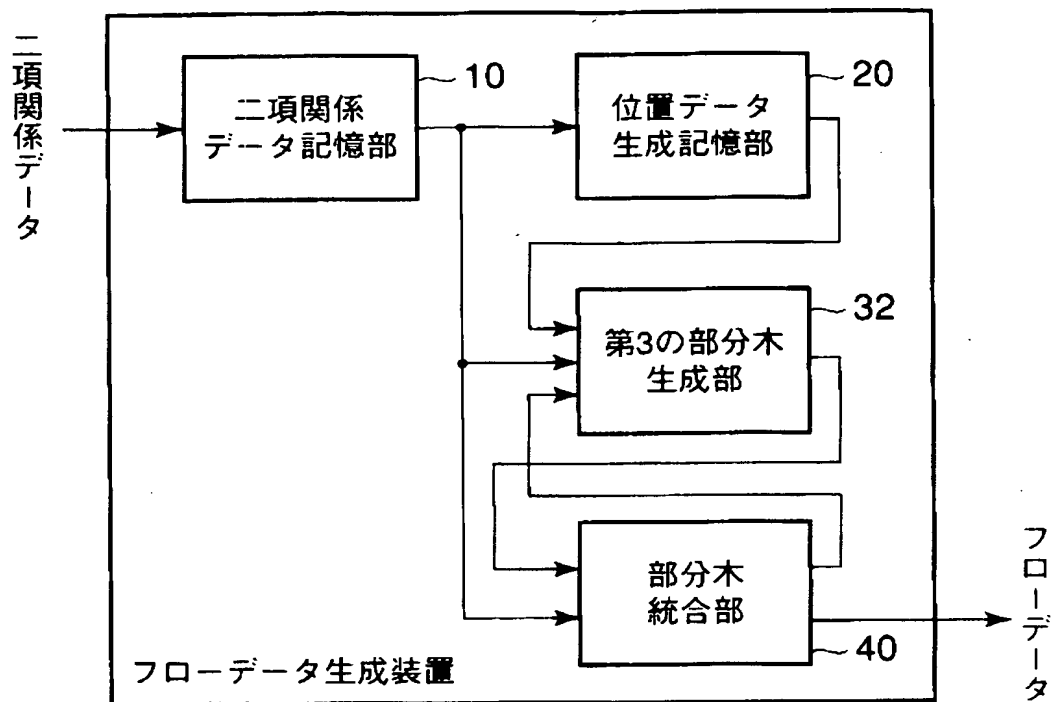 二項関係データ
二項関係
データ記憶部
10
位置データ
生成記憶部
20
第3の部分木
生成部
32
部分木
統合部
40
フローデータ生成装置
フローデータ